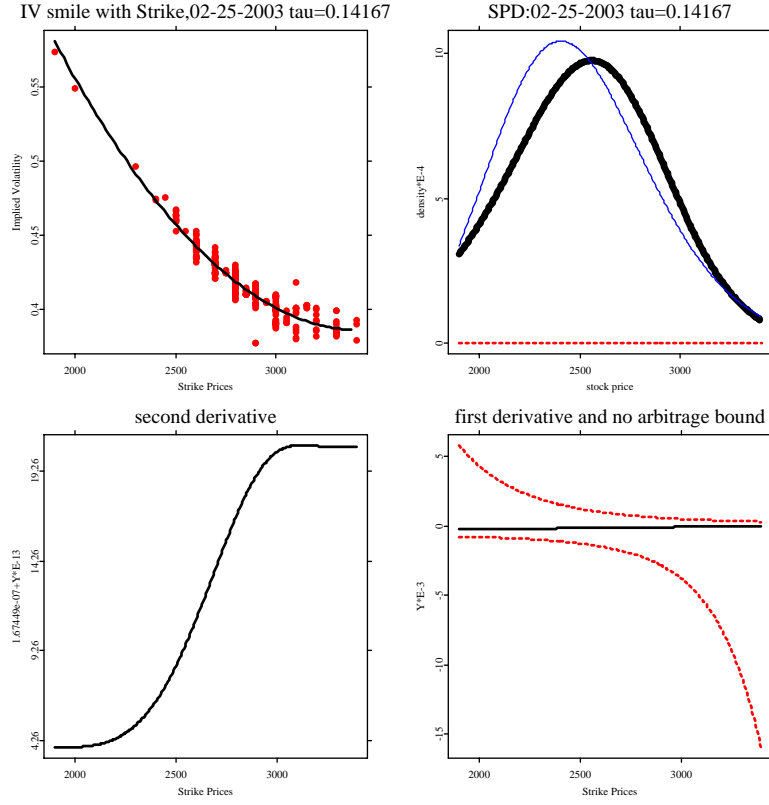 IV smile with Strike,02-25-2003 tau=0.14167
Implied Volatility
0.55
0.5
0.45
0.4
2000
2500
3000
Strike Prices
SPD:02-25-2003 tau=0.14167
density*E-4
10
5
0
2000
2500
3000
stock price
second derivative
1.67449e-07+Y*E-13
19.26
14.26
9.26
4.26
2000
2500
3000
Strike Prices
first derivative and no arbitrage bound
Y*E-3
5
0
-5
-10
-15
2000
2500
3000
Strike Prices